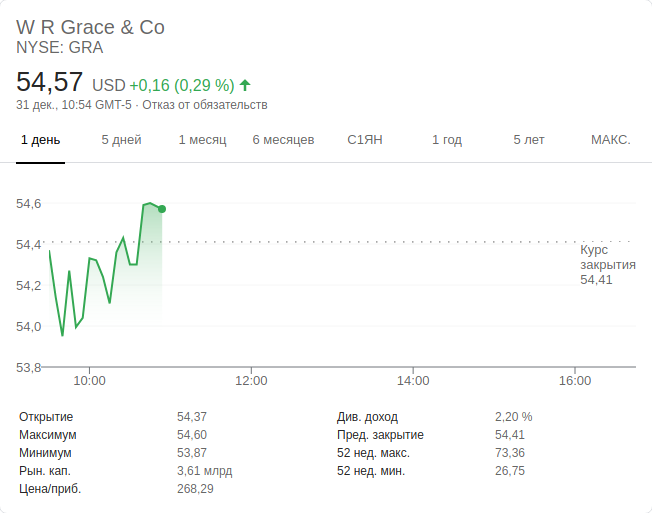 W R Grace & Co
NYSE: GRA
54,57 USD +0,16 (0,29 %)
31 дек., 10:54 GMT-5 · Отказ от обязательств
1 день 5 дней 1 месяц 6 месяцев С1ЯН 1 год 5 лет МАКС.
54,6
54,4
Курс
закрытия
54,2 54,41
54,0
53,8
10:00 12:00 14:00 16:00
Открытие 54,37 Див. доход 2,20 %
Максимум 54,60 Пред. закрытие 54,41
Минимум 53,87 52 нед. макс. 73,36
Рын. кап. 3,61 млрд 52 нед. мин. 26,75
Цена/приб. 268,29